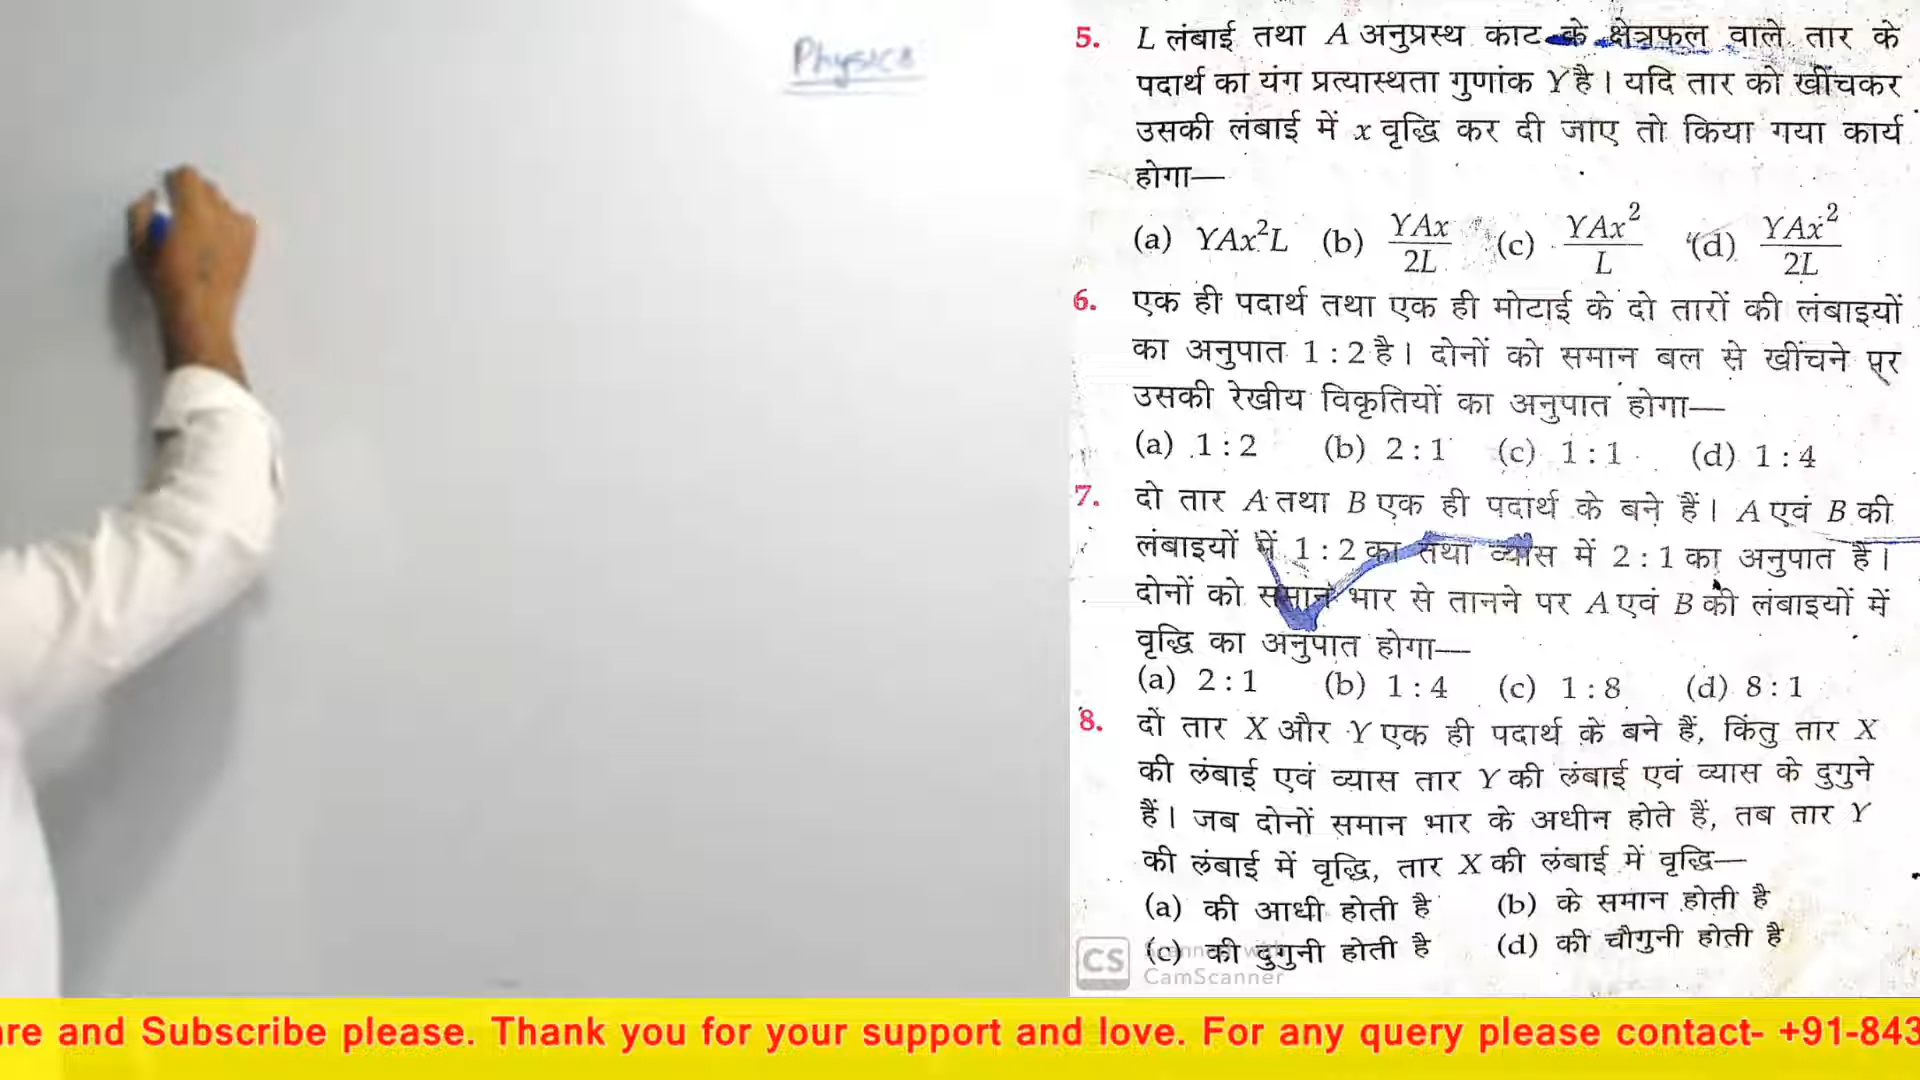 Physics
5. L लंबाई तथा A अनुप्रस्थ काट के क्षेत्रफल वाले तार के
पदार्थ का यंग प्रत्यास्थता गुणांक Y है। यदि तार को खींचकर
उसकी लंबाई में x वृद्धि कर दी जाए तो किया गया कार्य
होगा—
(a) YAx²L (b) YAx/2L (c) YAx²/L (d) YAx²/2L
6. एक ही पदार्थ तथा एक ही मोटाई के दो तारों की लंबाइयों
का अनुपात 1 : 2 है। दोनों को समान बल से खींचने पर
उसकी रेखीय विकृतियों का अनुपात होगा—
(a) 1 : 2 (b) 2 : 1 (c) 1 : 1 (d) 1 : 4
7. दो तार A तथा B एक ही पदार्थ के बने हैं। A एवं B की
लंबाइयों में 1 : 2 का तथा व्यास में 2 : 1 का अनुपात है।
दोनों को समान भार से तानने पर A एवं B की लंबाइयों में
वृद्धि का अनुपात होगा—
(a) 2 : 1 (b) 1 : 4 (c) 1 : 8 (d) 8 : 1
8. दो तार X और Y एक ही पदार्थ के बने हैं, किंतु तार X
की लंबाई एवं व्यास तार Y की लंबाई एवं व्यास के दुगुने
हैं। जब दोनों समान भार के अधीन होते हैं, तब तार Y
की लंबाई में वृद्धि, तार X की लंबाई में वृद्धि—
(a) की आधी होती है (b) के समान होती है
(c) की दुगुनी होती है (d) की चौगुनी होती है
CS Scanned with
CamScanner
are and Subscribe please. Thank you for your support and love. For any query please contact- +91-843